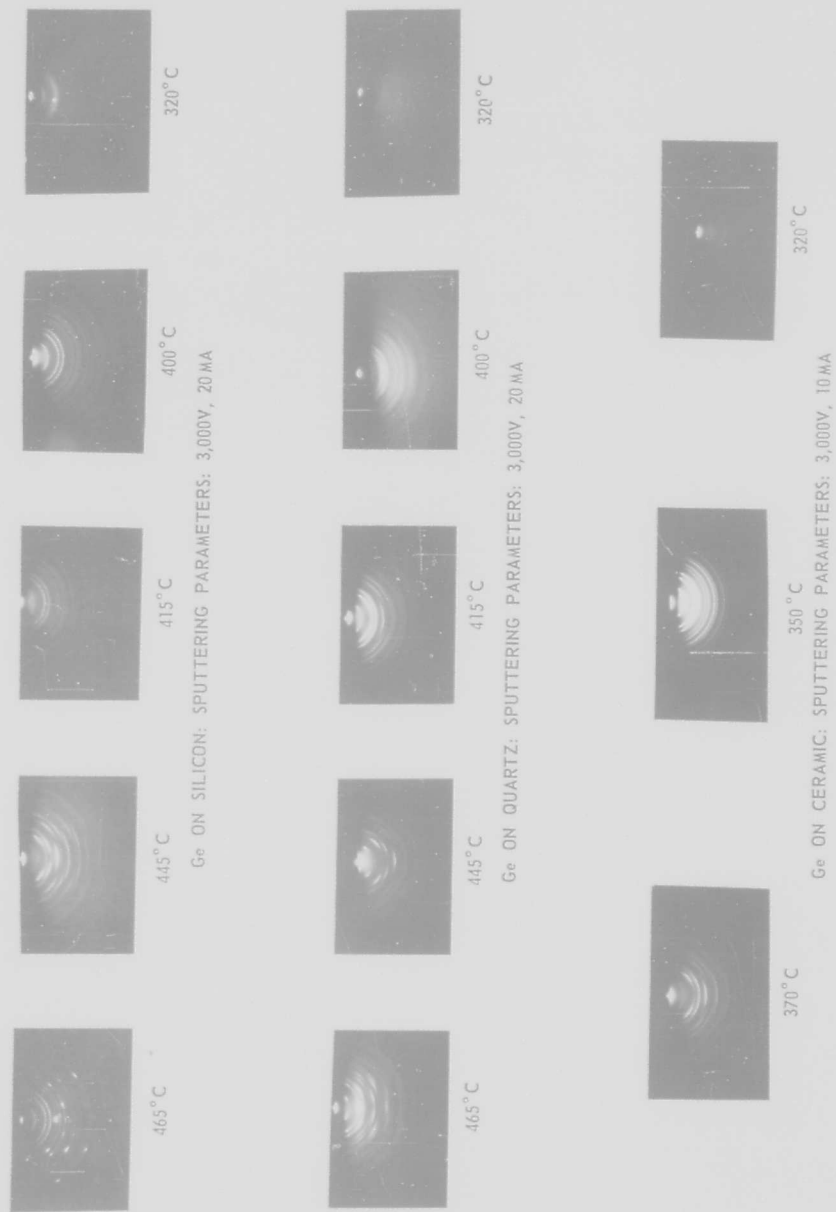 465°C 445°C 415°C 400°C 320°C
Ge ON SILICON: SPUTTERING PARAMETERS: 3,000V, 20MA
465°C 445°C 415°C 400°C 320°C
Ge ON QUARTZ: SPUTTERING PARAMETERS: 3,000V, 20MA
370°C 350°C 320°C
Ge ON CERAMIC: SPUTTERING PARAMETERS: 3,000V, 10MA